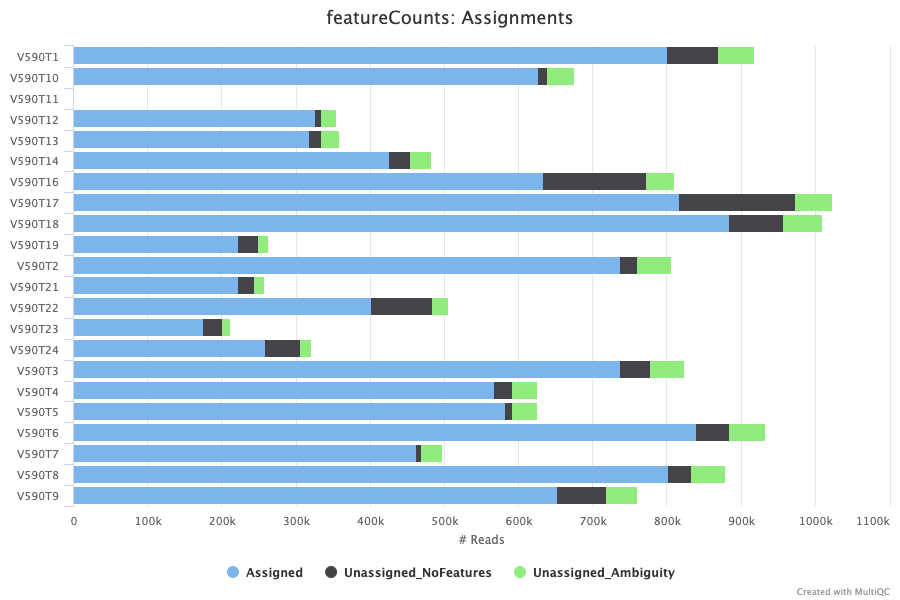 featureCounts: Assignments
V590T1
V590T10
V590T11
V590T12
V590T13
V590T14
V590T16
V590T17
V590T18
V590T19
V590T2
V590T21
V590T22
V590T23
V590T24
V590T3
V590T4
V590T5
V590T6
V590T7
V590T8
V590T9
0 100k 200k 300k 400k 500k 600k 700k 800k 900k 1000k 1100k
# Reads
Assigned Unassigned_NoFeatures Unassigned_Ambiguity
Created with MultiQC